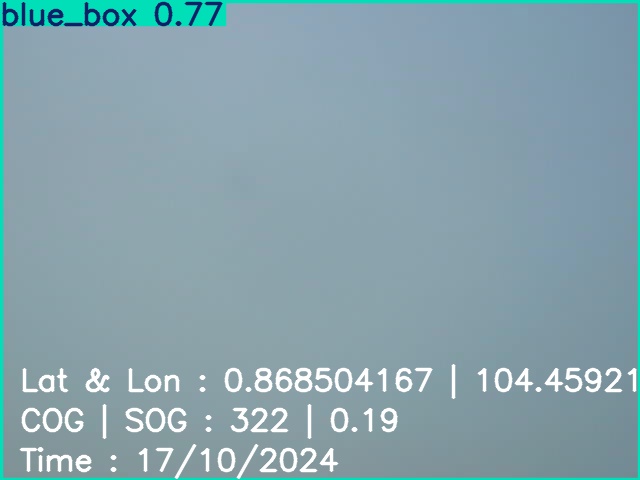 blue_box 0.77
Lat & Lon : 0.868504167 | 104.45921
COG | SOG : 322 | 0.19
Time : 17/10/2024